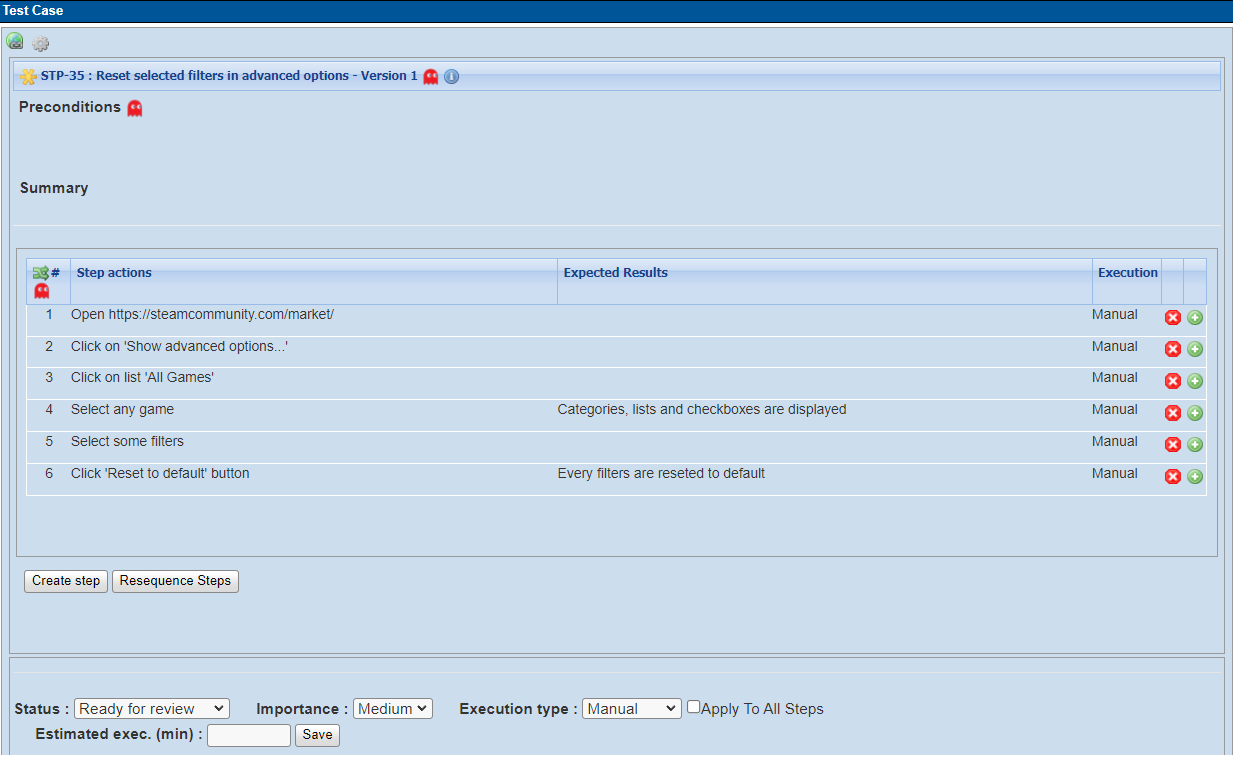 Test Case
STP-35 : Reset selected filters in advanced options - Version 1
Preconditions
Summary
# Step actions Expected Results Execution
1 Open https://steamcommunity.com/market/ Manual
2 Click on 'Show advanced options...' Manual
3 Click on list 'All Games' Manual
4 Select any game Categories, lists and checkboxes are displayed Manual
5 Select some filters Manual
6 Click 'Reset to default' button Every filters are reseted to default Manual
Create step Resequence Steps
Status : Ready for review Importance : Medium Execution type : Manual Apply To All Steps
Estimated exec. (min) : Save